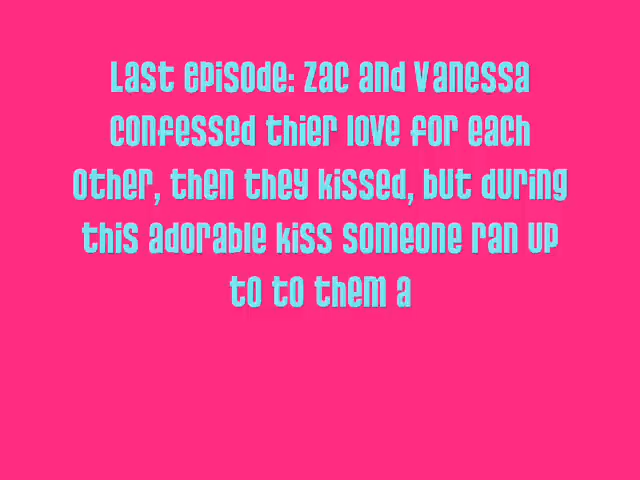 Last episode: Zac and Vanessa
confessed thier love for each
other, then they kissed, but during
this adorable kiss someone ran up
to to them a